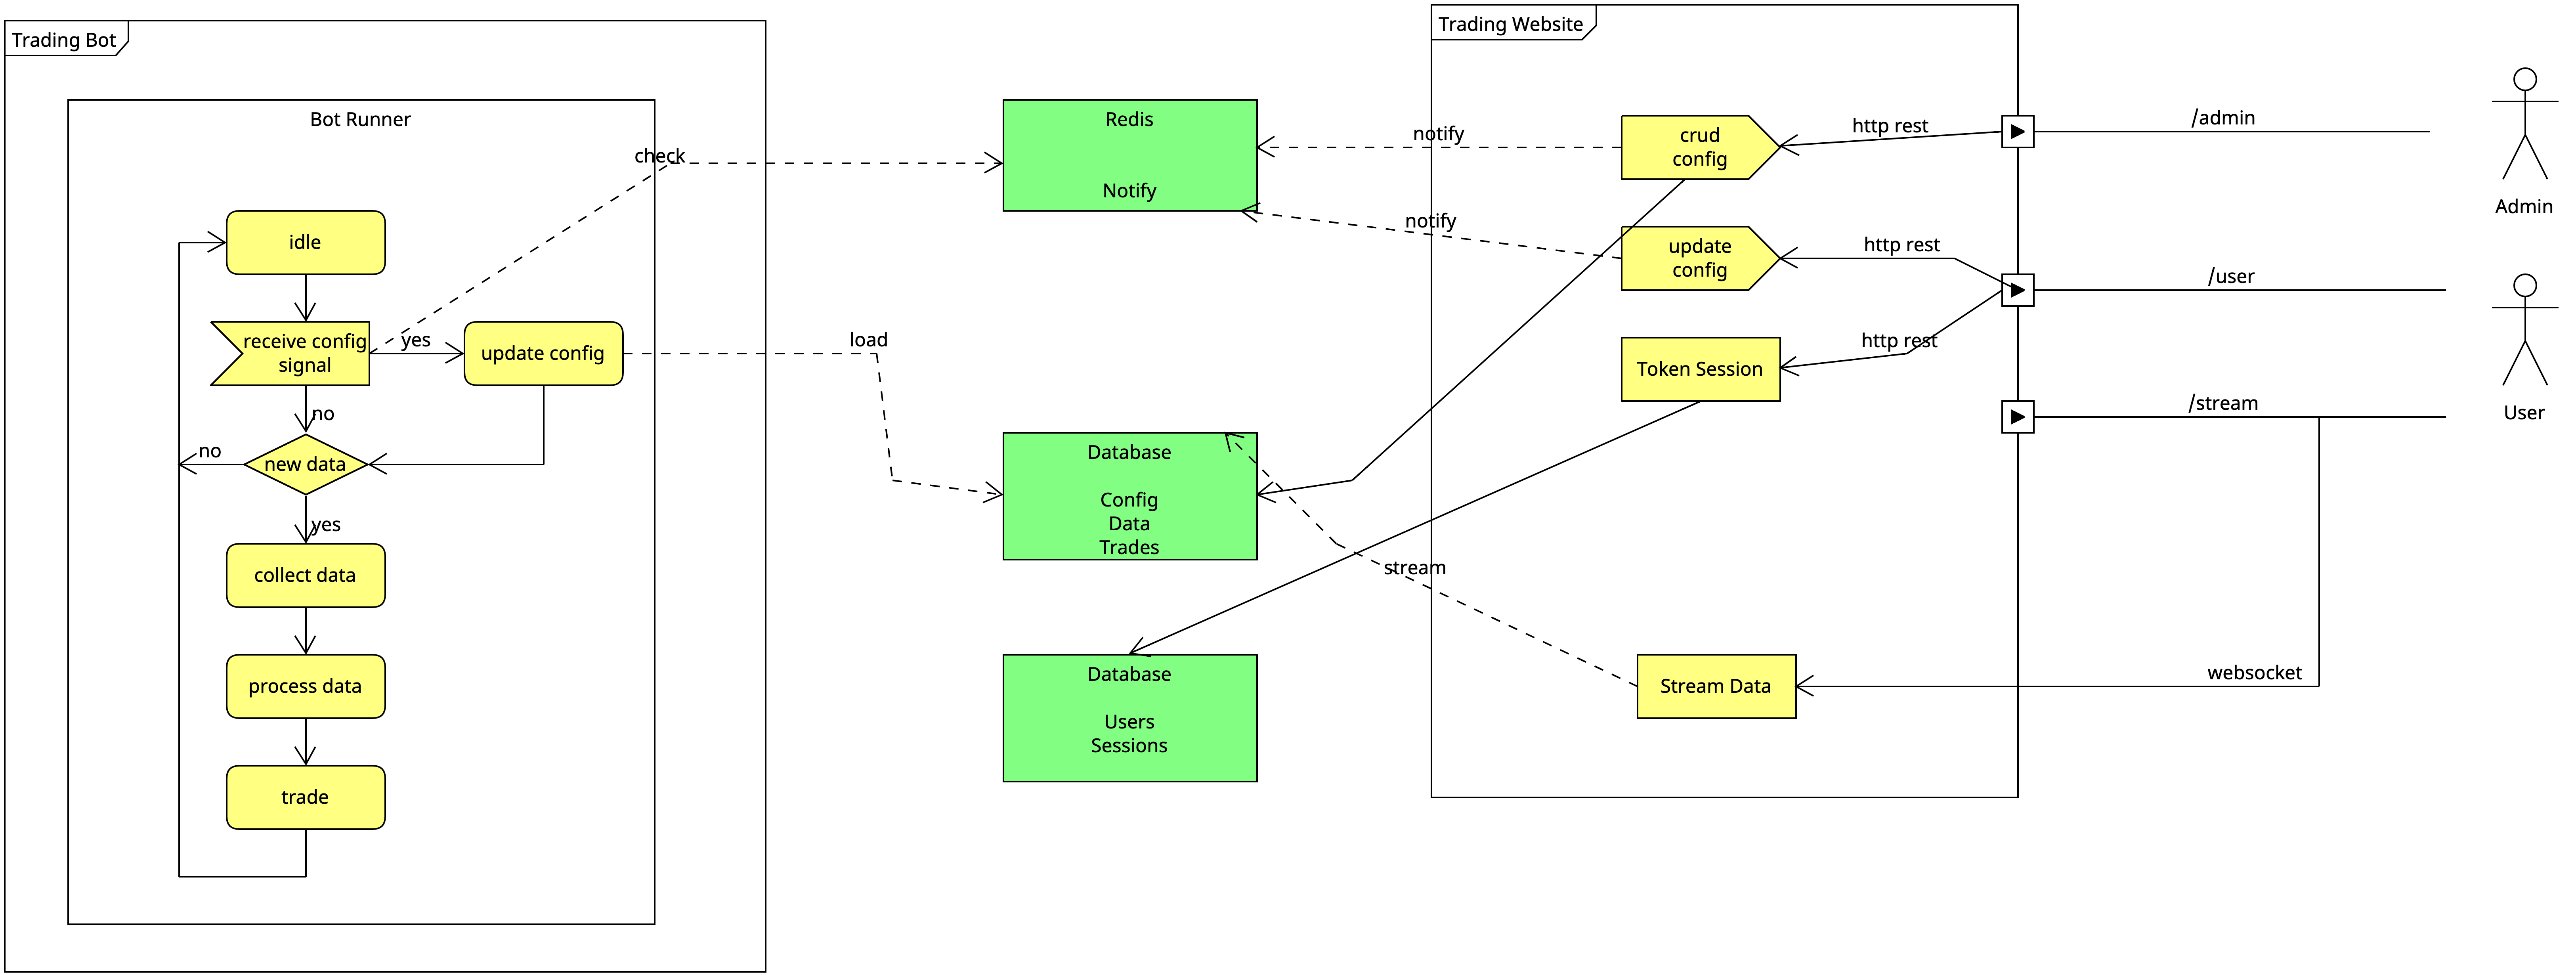 Trading Bot
Bot Runner
idle
receive config
signal
yes
update config
no
new data
no
yes
collect data
process data
trade
check
load
Redis
Notify
Database
Config
Data
Trades
Database
Users
Sessions
notify
notify
stream
Trading Website
crud
config
update
config
Token Session
Stream Data
http rest
http rest
http rest
/admin
/user
/stream
websocket
Admin
User